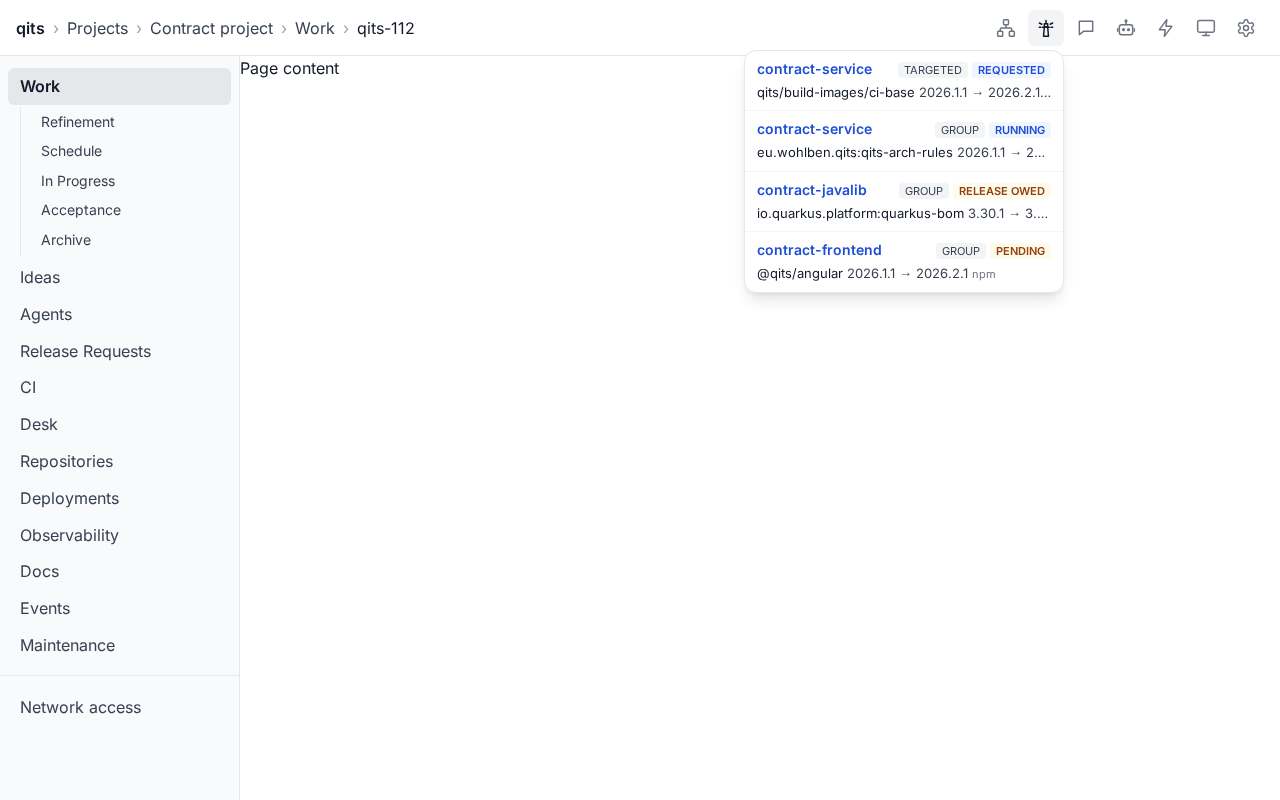 qits › Projects › Contract project › Work › qits-112
Work
Refinement
Schedule
In Progress
Acceptance
Archive
Ideas
Agents
Release Requests
CI
Desk
Repositories
Deployments
Observability
Docs
Events
Maintenance
Network access
Page content
contract-service TARGETED REQUESTED
qits/build-images/ci-base 2026.1.1 → 2026.2.1…
contract-service GROUP RUNNING
eu.wohlben.qits:qits-arch-rules 2026.1.1 → 2…
contract-javalib GROUP RELEASE OWED
io.quarkus.platform:quarkus-bom 3.30.1 → 3.…
contract-frontend GROUP PENDING
@qits/angular 2026.1.1 → 2026.2.1 npm